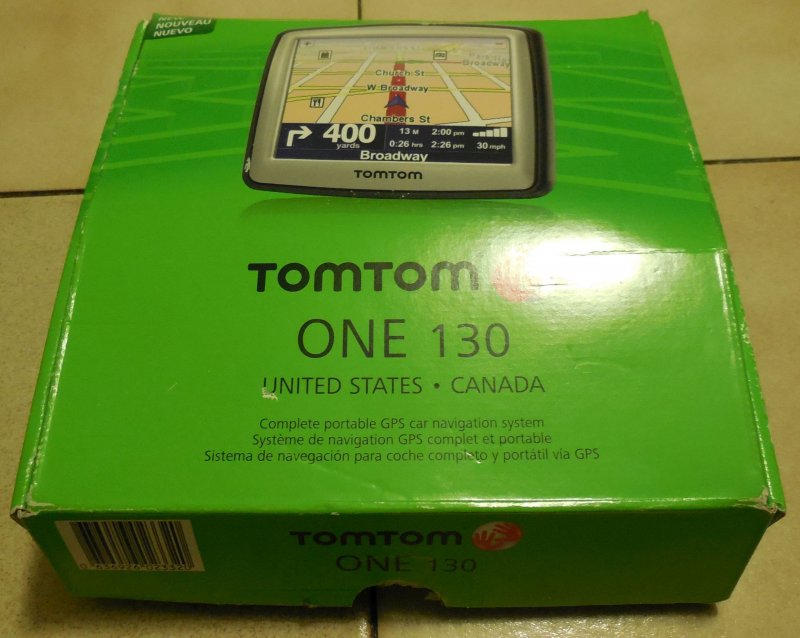 NEW
NOUVEAU
NUEVO
Broadway
Church St
W Broadway
Chambers St
400 yards
13 M 2:00 pm
0:26 hrs 2:26 pm 30 mph
Broadway
TOMTOM
TOMTOM
ONE 130
UNITED STATES • CANADA
Complete portable GPS car navigation system
Système de navigation GPS complet et portable
Sistema de navegación para coche completo y portátil vía GPS
TOMTOM
ONE 130